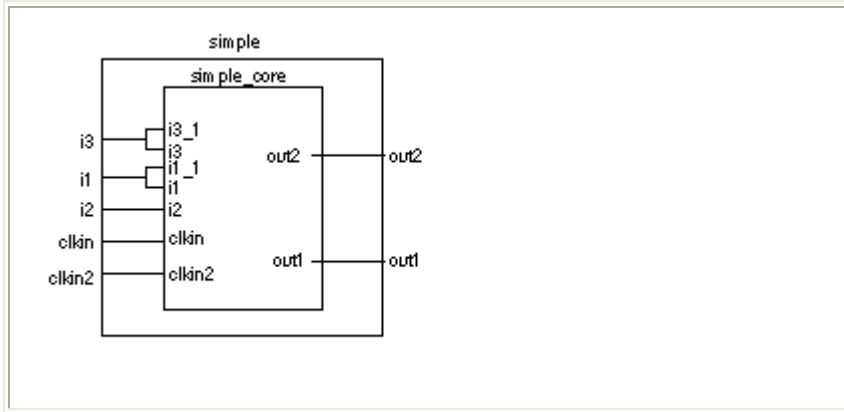 simple
simple_core
i3
i3_1
i3
i1
i1_1
i1
i2
i2
clkin
clkin
clkin2
clkin2
out2
out2
out1
out1